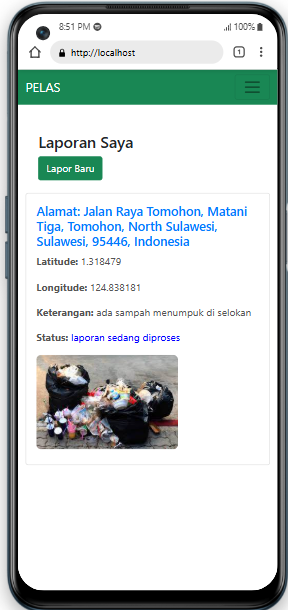 8:51 PM
100%
http://localhost
1
PELAS
Laporan Saya
Lapor Baru
Alamat: Jalan Raya Tomohon, Matani
Tiga, Tomohon, North Sulawesi,
Sulawesi, 95446, Indonesia
Latitude: 1.318479
Longitude: 124.838181
Keterangan: ada sampah menumpuk di selokan
Status: laporan sedang diproses